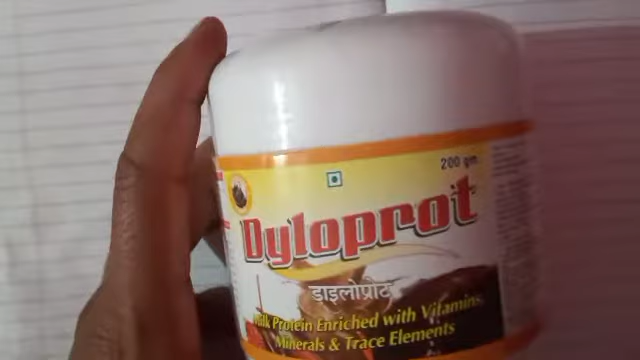 200 gm
Dyloprot
डाइलोप्रोट
Milk Protein Enriched with Vitamins,
Minerals & Trace Elements